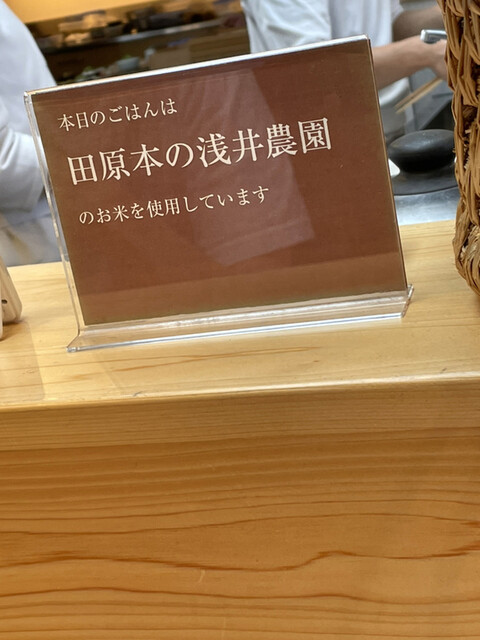 本日のごはんは
田原本の浅井農園
のお米を使用しています